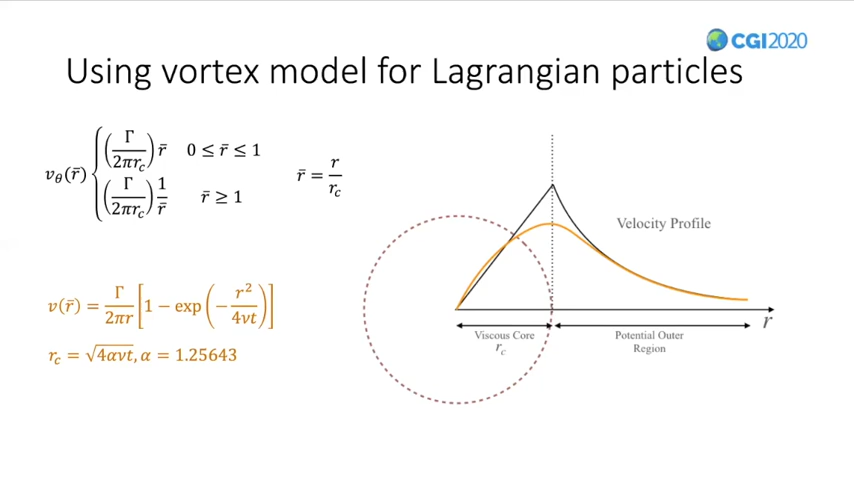 CGI2020
Using vortex model for Lagrangian particles
v_θ(r̄) { (Γ/2πr_c) r̄   0 ≤ r̄ ≤ 1
(Γ/2πr_c) 1/r̄   r̄ ≥ 1
r̄ = r/r_c
Velocity Profile
v(r̄) = Γ/2πr [1 − exp(−r²/4νt)]
r_c = √4ανt, α = 1.25643
r
Viscous Core
r_c
Potential Outer
Region